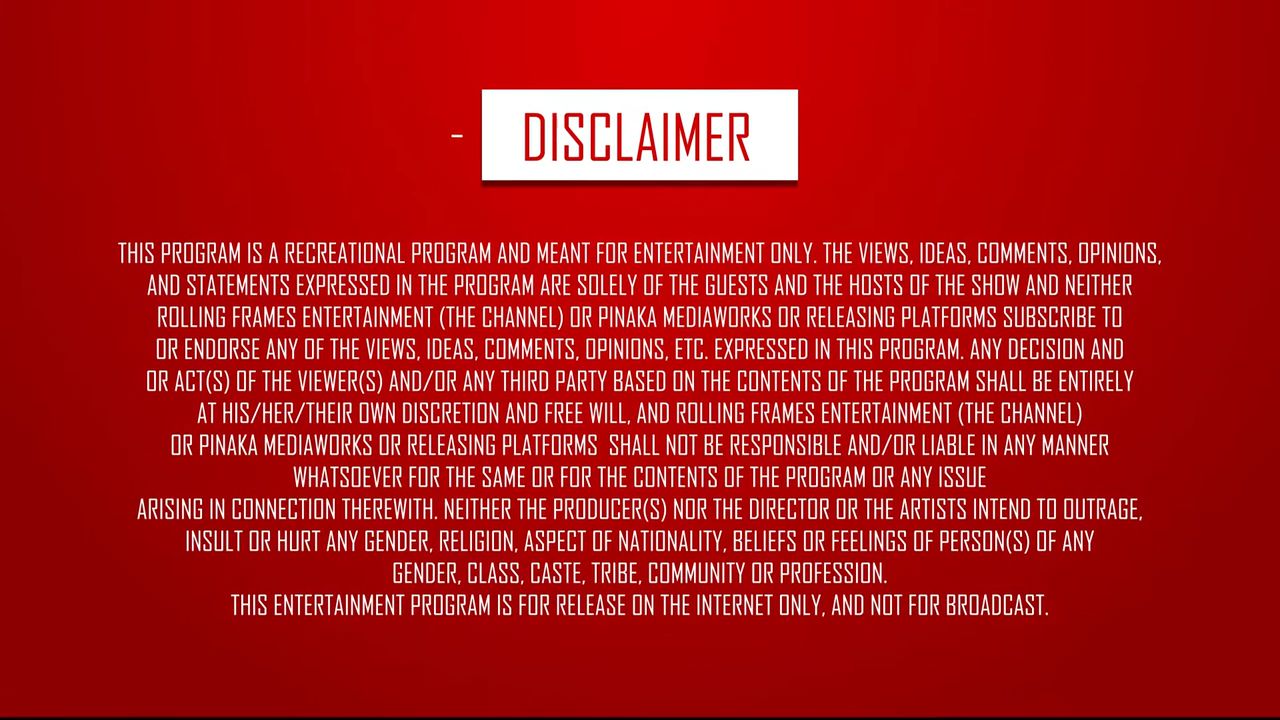 - DISCLAIMER
THIS PROGRAM IS A RECREATIONAL PROGRAM AND MEANT FOR ENTERTAINMENT ONLY. THE VIEWS, IDEAS, COMMENTS, OPINIONS,
AND STATEMENTS EXPRESSED IN THE PROGRAM ARE SOLELY OF THE GUESTS AND THE HOSTS OF THE SHOW AND NEITHER
ROLLING FRAMES ENTERTAINMENT (THE CHANNEL) OR PINAKA MEDIAWORKS OR RELEASING PLATFORMS SUBSCRIBE TO
OR ENDORSE ANY OF THE VIEWS, IDEAS, COMMENTS, OPINIONS, ETC. EXPRESSED IN THIS PROGRAM. ANY DECISION AND
OR ACT(S) OF THE VIEWER(S) AND/OR ANY THIRD PARTY BASED ON THE CONTENTS OF THE PROGRAM SHALL BE ENTIRELY
AT HIS/HER/THEIR OWN DISCRETION AND FREE WILL, AND ROLLING FRAMES ENTERTAINMENT (THE CHANNEL)
OR PINAKA MEDIAWORKS OR RELEASING PLATFORMS SHALL NOT BE RESPONSIBLE AND/OR LIABLE IN ANY MANNER
WHATSOEVER FOR THE SAME OR FOR THE CONTENTS OF THE PROGRAM OR ANY ISSUE
ARISING IN CONNECTION THEREWITH. NEITHER THE PRODUCER(S) NOR THE DIRECTOR OR THE ARTISTS INTEND TO OUTRAGE,
INSULT OR HURT ANY GENDER, RELIGION, ASPECT OF NATIONALITY, BELIEFS OR FEELINGS OF PERSON(S) OF ANY
GENDER, CLASS, CASTE, TRIBE, COMMUNITY OR PROFESSION.
THIS ENTERTAINMENT PROGRAM IS FOR RELEASE ON THE INTERNET ONLY, AND NOT FOR BROADCAST.